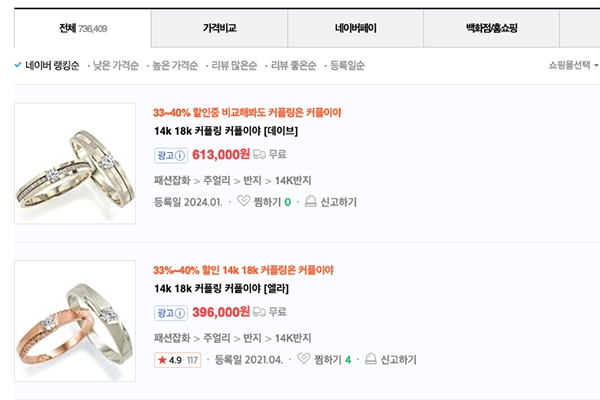 전체 736,409 가격비교 네이버페이 백화점/홈쇼핑
네이버 랭킹순 · 낮은 가격순 · 높은 가격순 · 리뷰 많은순 · 리뷰 좋은순 · 등록일순 쇼핑몰선택
33~40% 할인중 비교해봐도 커플링은 커플이야
14k 18k 커플링 커플이야 [데이브]
광고 ⓘ 613,000원 무료
패션잡화 > 주얼리 > 반지 > 14K반지
등록일 2024.01. · 찜하기 0 · 신고하기
33%~40% 할인 14k 18k 커플링은 커플이야
14k 18k 커플링 커플이야 [엘라]
광고 ⓘ 396,000원 무료
패션잡화 > 주얼리 > 반지 > 14K반지
★ 4.9 · 117 · 등록일 2021.04. · 찜하기 4 · 신고하기